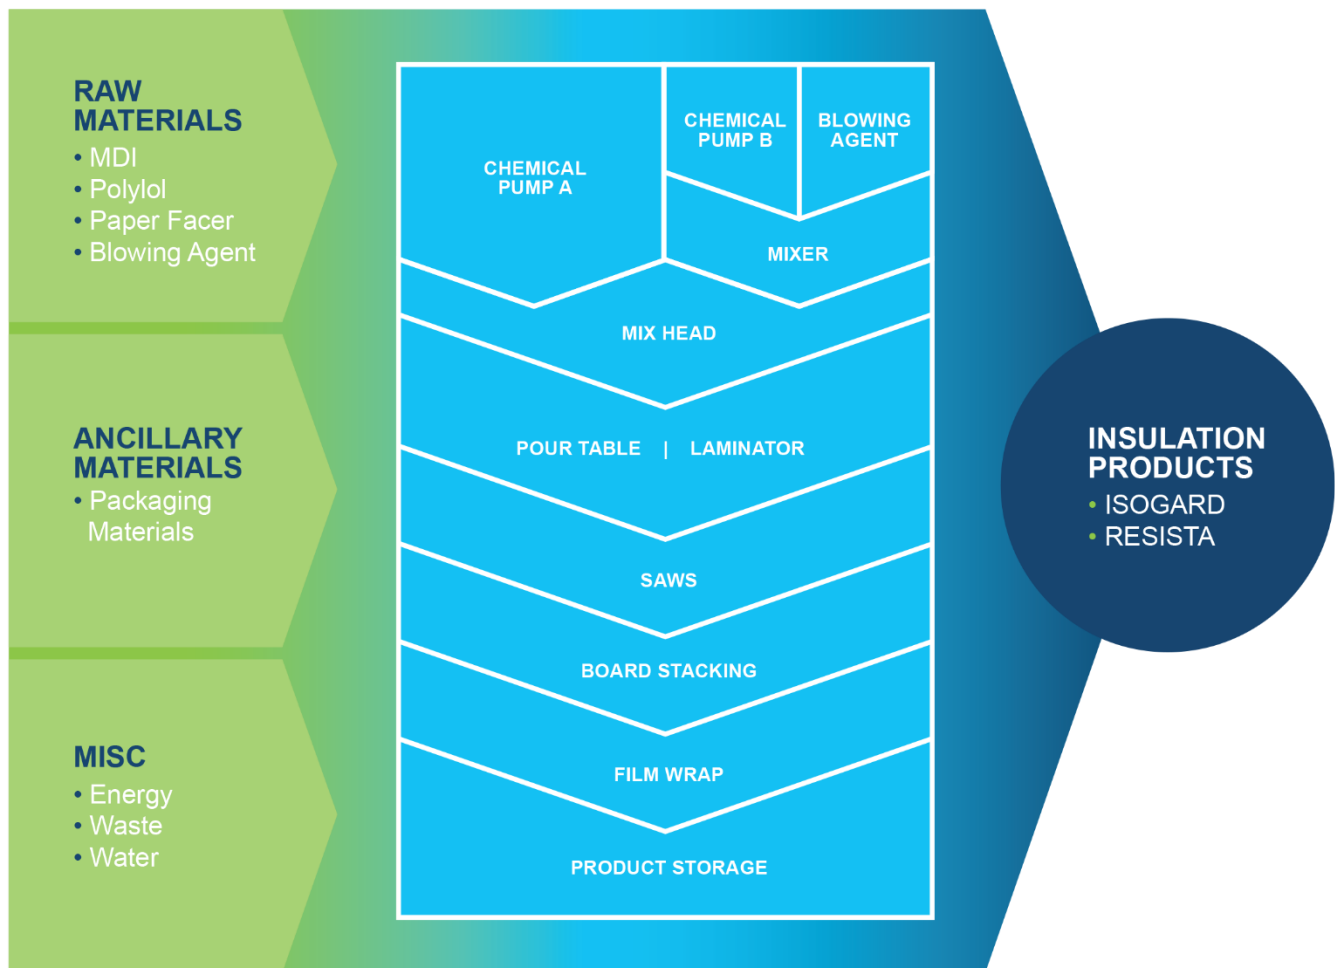 RAW
MATERIALS
• MDI
• Polylol
• Paper Facer
• Blowing Agent
ANCILLARY
MATERIALS
• Packaging
Materials
MISC
• Energy
• Waste
• Water
CHEMICAL
PUMP A
CHEMICAL
PUMP B
BLOWING
AGENT
MIXER
MIX HEAD
POUR TABLE | LAMINATOR
SAWS
BOARD STACKING
FILM WRAP
PRODUCT STORAGE
INSULATION
PRODUCTS
• ISOGARD
• RESISTA